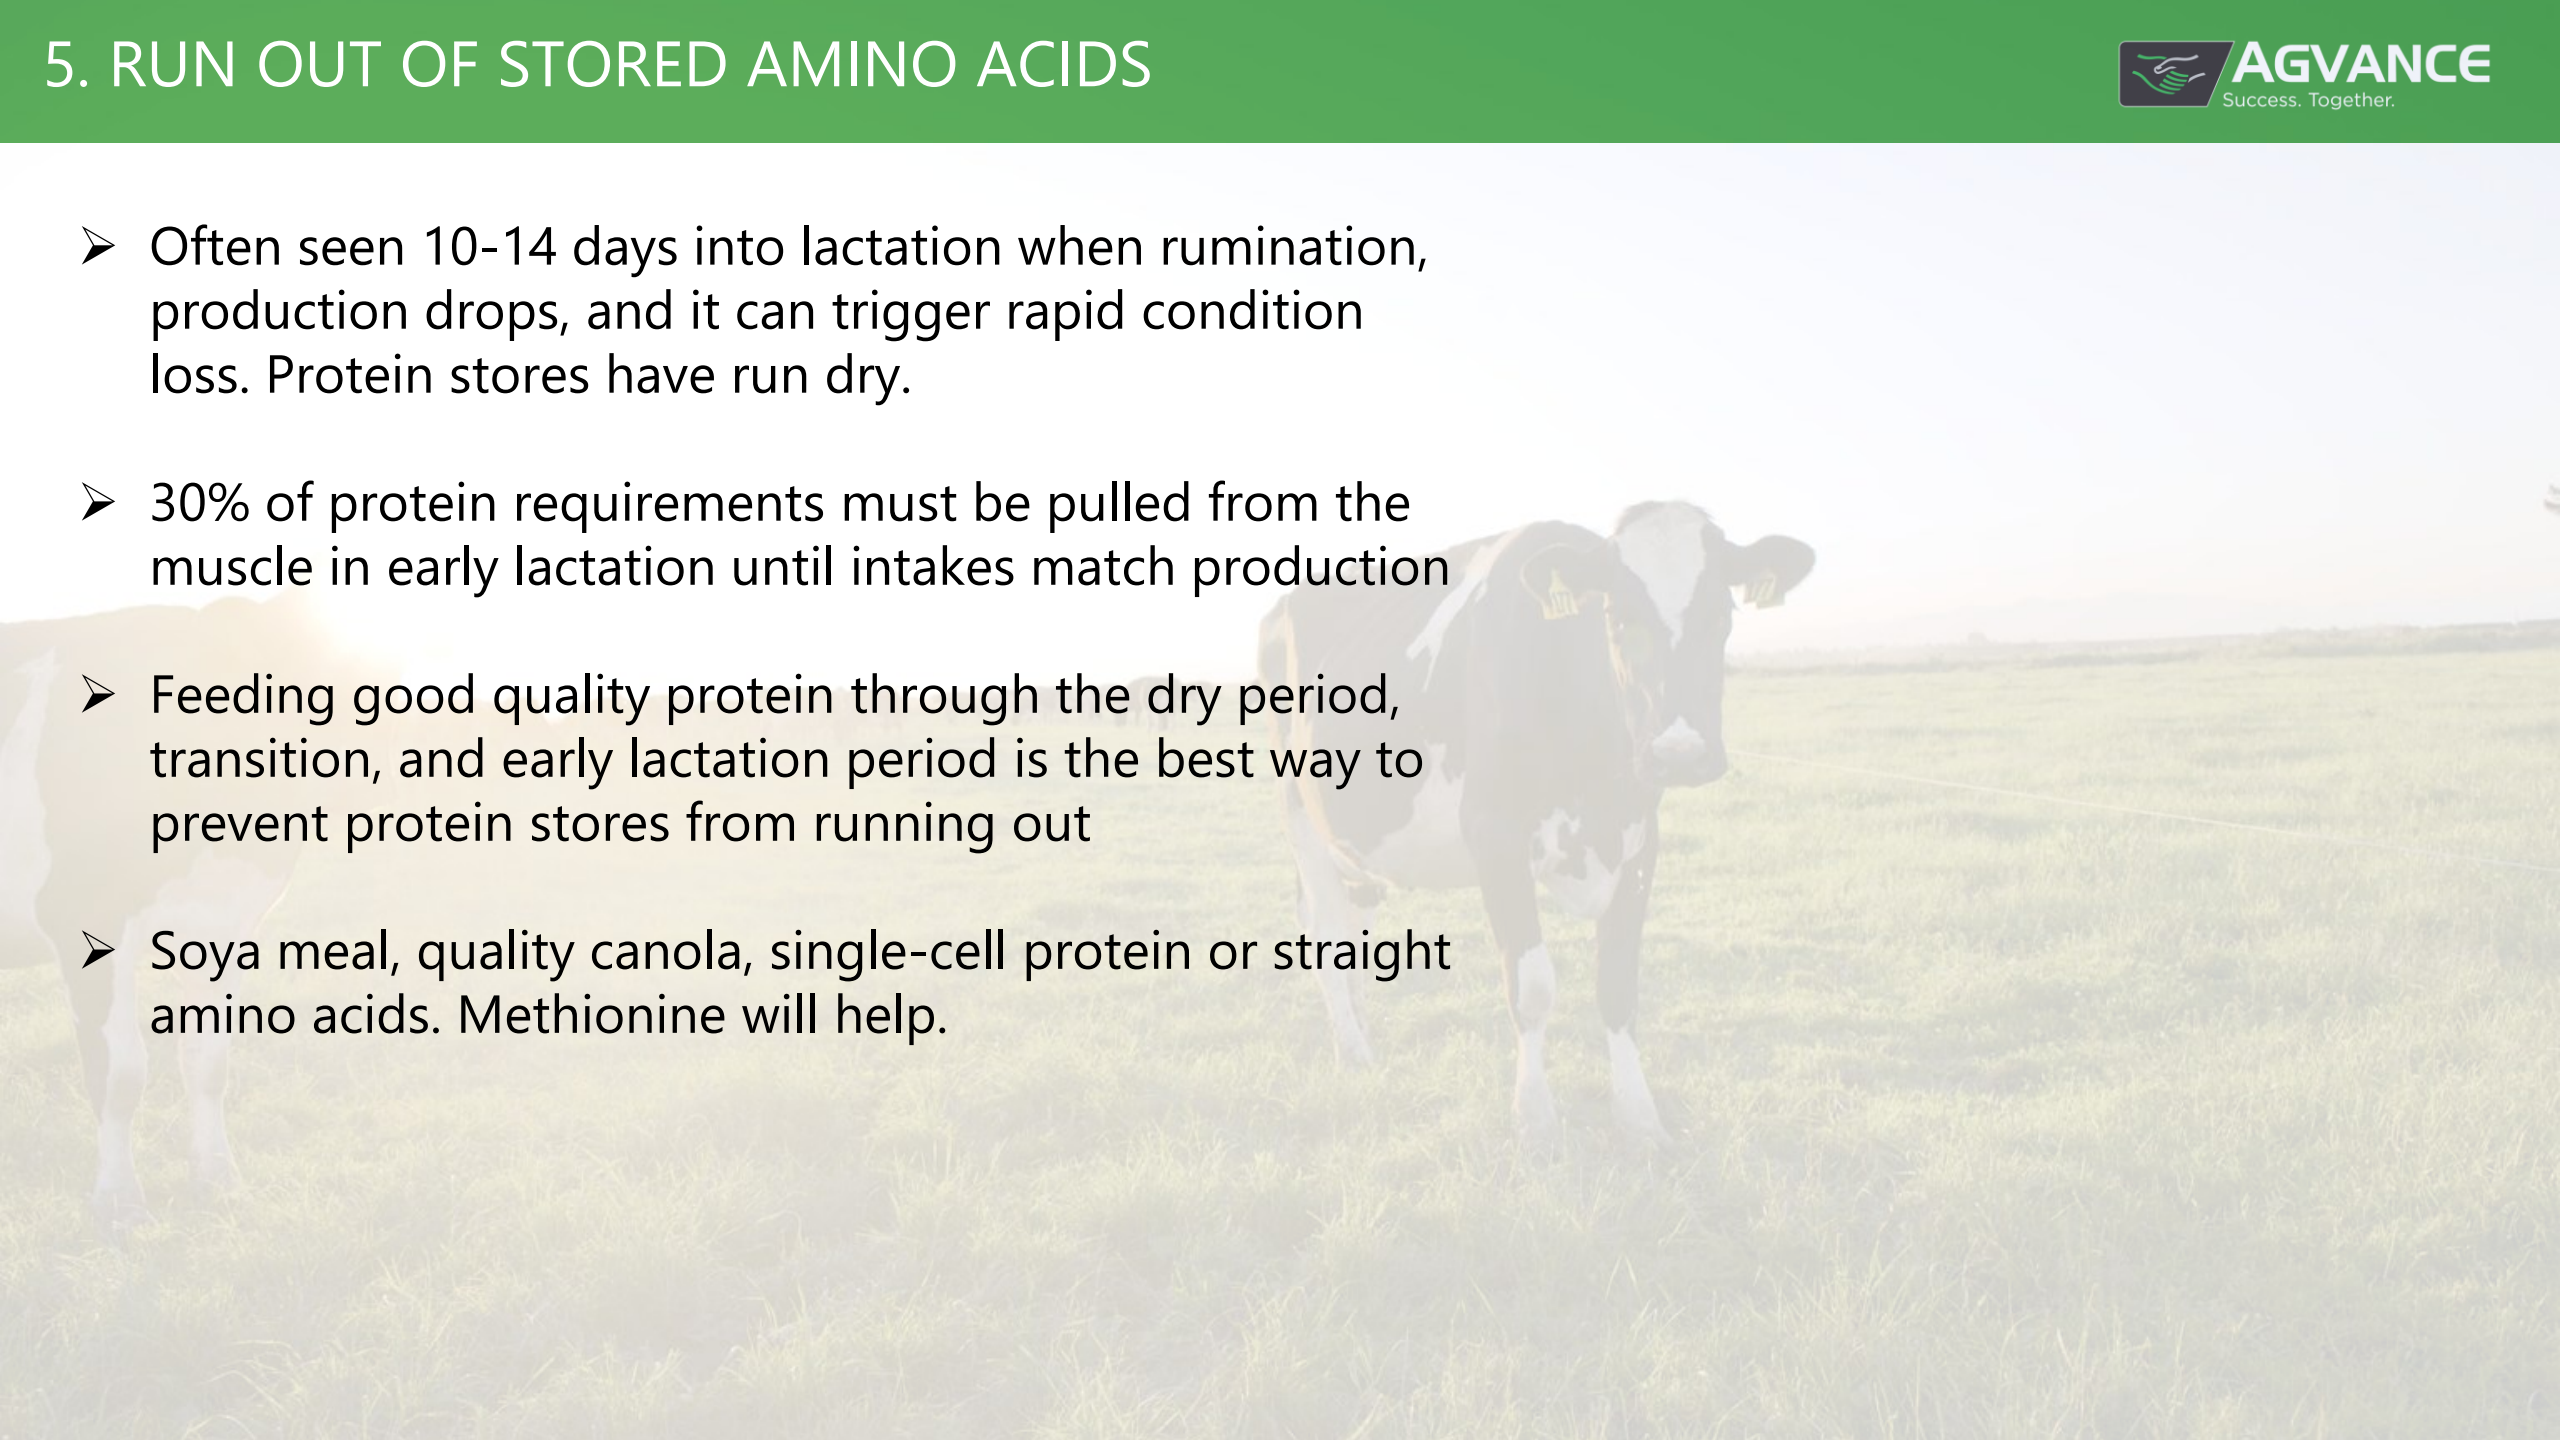 5. RUN OUT OF STORED AMINO ACIDS
AGVANCE
Success. Together.
➢ Often seen 10-14 days into lactation when rumination,
production drops, and it can trigger rapid condition
loss. Protein stores have run dry.
➢ 30% of protein requirements must be pulled from the
muscle in early lactation until intakes match production
➢ Feeding good quality protein through the dry period,
transition, and early lactation period is the best way to
prevent protein stores from running out
➢ Soya meal, quality canola, single-cell protein or straight
amino acids. Methionine will help.